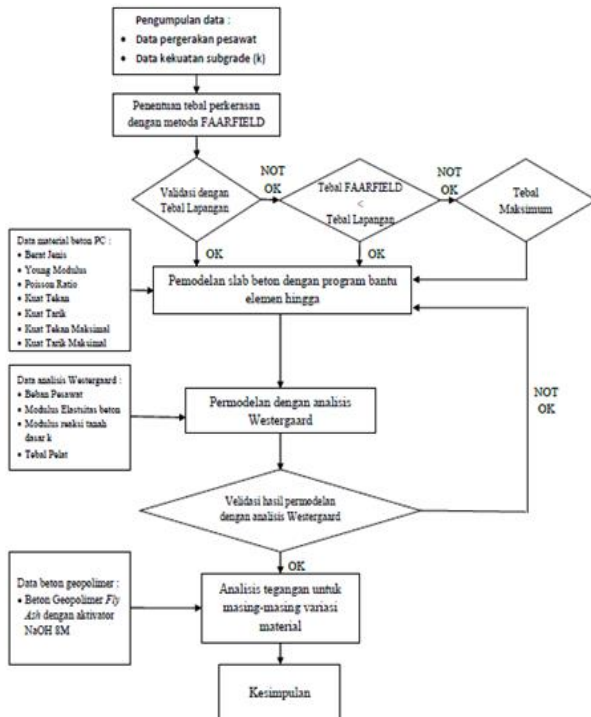 Pengumpulan data :
• Data pergerakan pesawat
• Data kekuatan subgrade (k)
Penentuan tebal perkerasan
dengan metoda FAARFIELD
Validasi dengan
Tebal Lapangan
NOT
OK
Tebal FAARFIELD
<
Tebal Lapangan
NOT
OK
Tebal
Maksimum
OK
OK
Data material beton PC :
• Berat Jenis
• Young Modulus
• Poisson Ratio
• Kuat Tekan
• Kuat Tarik
• Kuat Tekan Maksimal
• Kuat Tarik Maksimal
Pemodelan slab beton dengan program bantu
elemen hingga
Data analisis Westergaard :
• Beban Pesawat
• Modulus Elastsitas beton
• Modulus reaksi tanah
dasar k
• Tebal Pelat
Permodelan dengan analisis
Westergaard
NOT
OK
Velidasi hasil permodelan
dengan analisis Westergaard
OK
Data beton geopolimer :
• Beton Geopolimer Fly
Ash dengan aktivator
NaOH 8M
Analisis tegangan untuk
masing-masing variasi
material
Kesimpulan